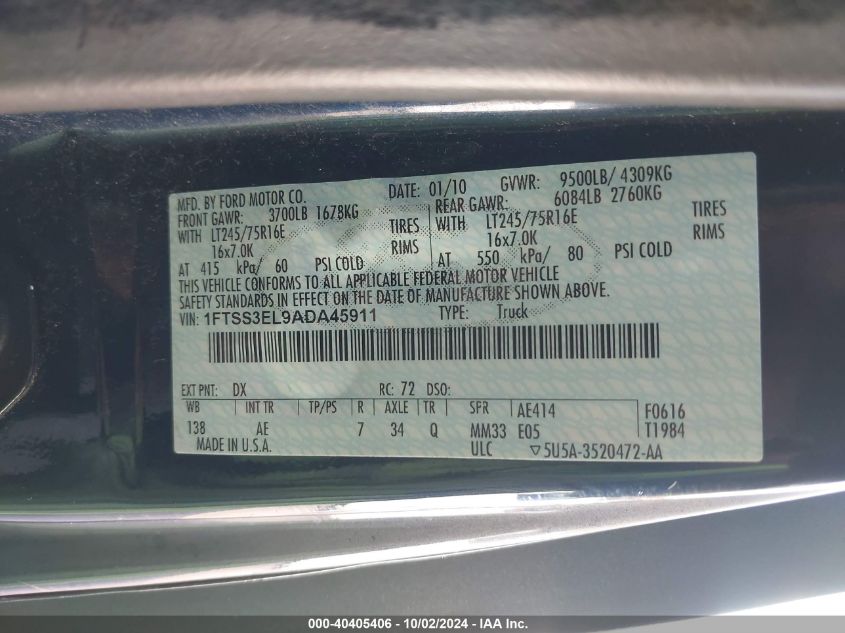 MFD. BY FORD MOTOR CO. DATE: 01/10 GVWR: 9500LB/ 4309KG
FRONT GAWR: 3700LB 1678KG REAR GAWR: 6084LB 2760KG
WITH LT245/75R16E TIRES WITH LT245/75R16E TIRES
16x7.0K RIMS 16x7.0K RIMS
AT 415 kPa/ 60 PSI COLD AT 550 kPa/ 80 PSI COLD
THIS VEHICLE CONFORMS TO ALL APPLICABLE FEDERAL MOTOR VEHICLE
SAFETY STANDARDS IN EFFECT ON THE DATE OF MANUFACTURE SHOWN ABOVE.
VIN: 1FTSS3EL9ADA45911 TYPE: Truck
EXT PNT: DX RC: 72 DSO:
WB INT TR TP/PS R AXLE TR SFR AE414 F0616
138 AE 7 34 Q MM33 E05 T1984
MADE IN U.S.A. ULC ▽5U5A-3520472-AA
000-40405406 - 10/02/2024 - IAA Inc.